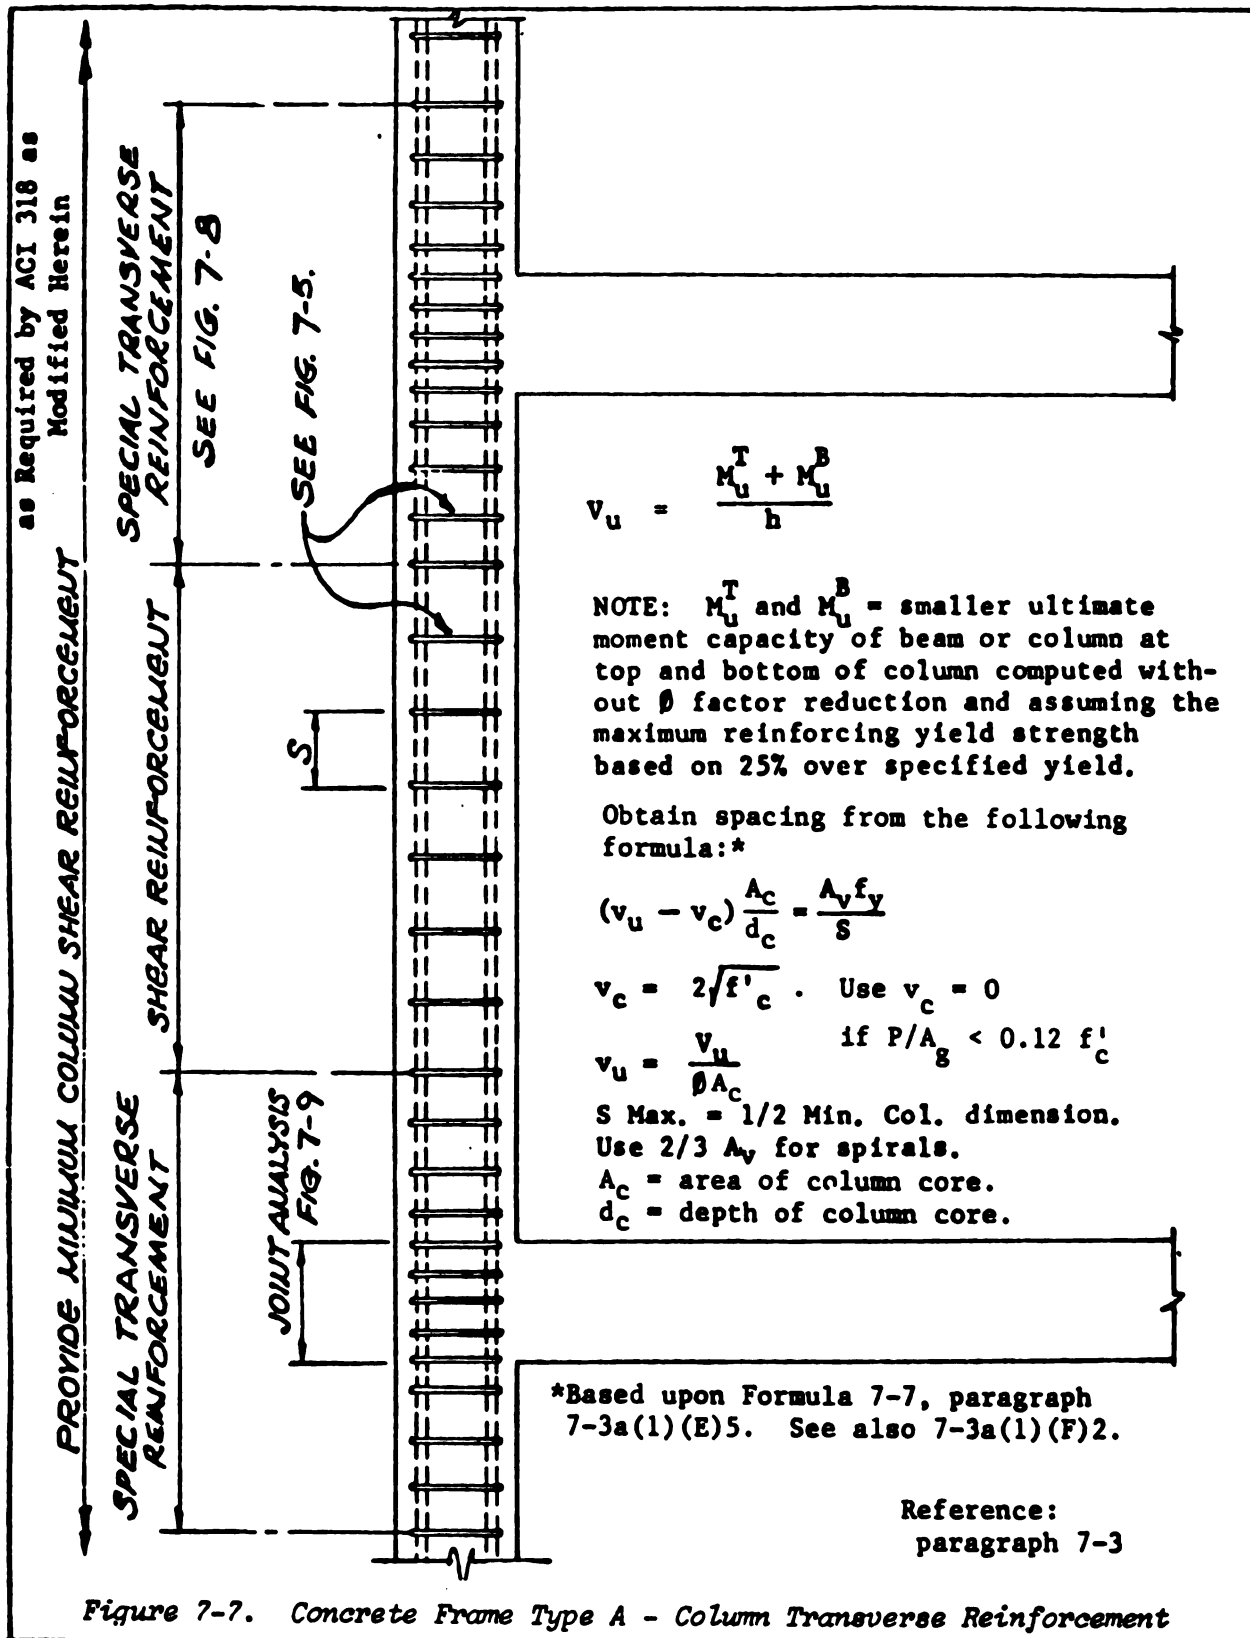 as Required by ACI 318 as
Modified Herein
PROVIDE MINIMUM COLUMN SHEAR REINFORCEMENT
SPECIAL TRANSVERSE
REINFORCEMENT
SEE FIG. 7-8
SEE FIG. 7-5.
SHEAR REINFORCEMENT
S
SPECIAL TRANSVERSE
REINFORCEMENT
JOINT ANALYSIS
FIG. 7-9
V_u = (M_u^T + M_u^B) / h
NOTE: M_u^T and M_u^B = smaller ultimate
moment capacity of beam or column at
top and bottom of column computed with-
out Ø factor reduction and assuming the
maximum reinforcing yield strength
based on 25% over specified yield.
Obtain spacing from the following
formula:*
(v_u - v_c) A_c / d_c = A_v f_y / S
v_c = 2√f'_c . Use v_c = 0
if P/A_g < 0.12 f'_c
v_u = V_u / ØA_c
S Max. = 1/2 Min. Col. dimension.
Use 2/3 A_v for spirals.
A_c = area of column core.
d_c = depth of column core.
*Based upon Formula 7-7, paragraph
7-3a(1)(E)5. See also 7-3a(1)(F)2.
Reference:
paragraph 7-3
Figure 7-7. Concrete Frame Type A - Column Transverse Reinforcement